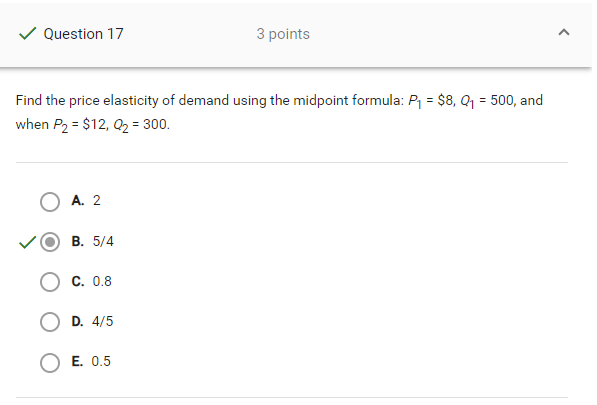 Question 17 3 points
Find the price elasticity of demand using the midpoint formula: P₁ = $8, Q₁ = 500, and
when P₂ = $12, Q₂ = 300.
A. 2
B. 5/4
C. 0.8
D. 4/5
E. 0.5